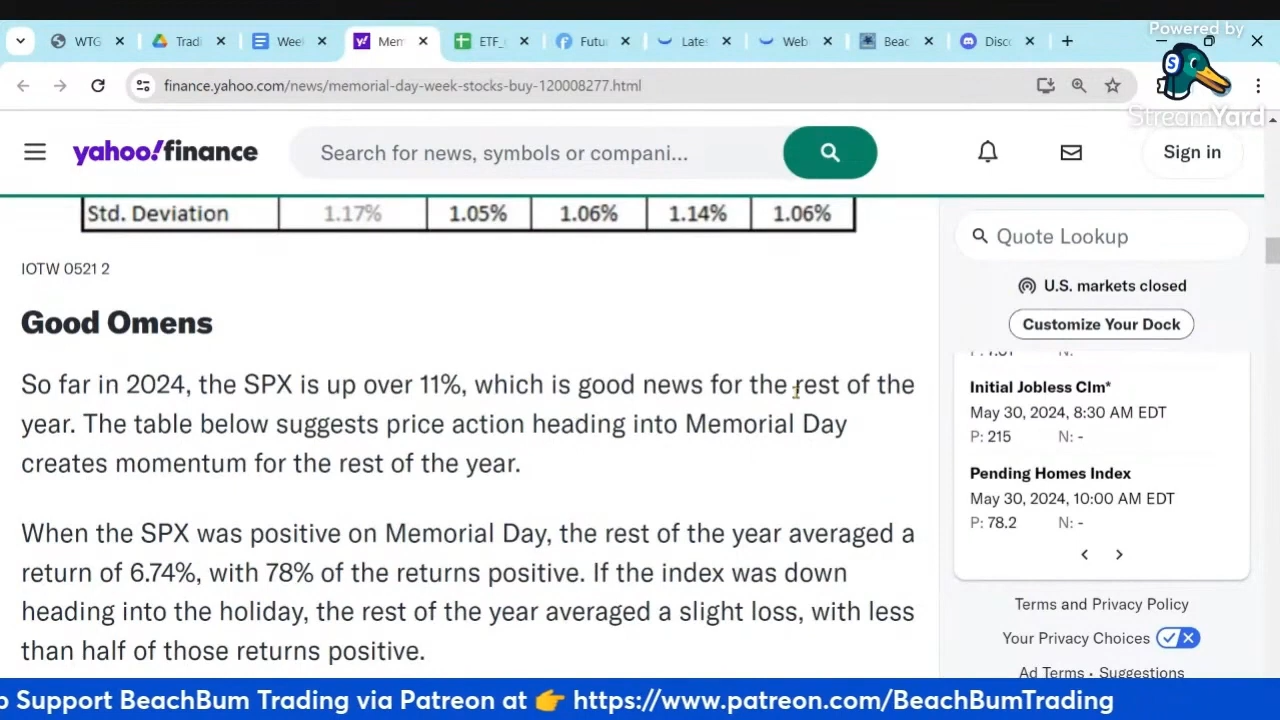 Powered by
StreamYard
WTG
Tradi
Weel
Mem
ETF_
Futu
Late
Web
Beac
Disc
finance.yahoo.com/news/memorial-day-week-stocks-buy-120008277.html
yahoo!finance
Search for news, symbols or compani...
Sign in
Std. Deviation 1.17% 1.05% 1.06% 1.14% 1.06%
IOTW 0521 2
Good Omens
So far in 2024, the SPX is up over 11%, which is good news for the rest of the
year. The table below suggests price action heading into Memorial Day
creates momentum for the rest of the year.
When the SPX was positive on Memorial Day, the rest of the year averaged a
return of 6.74%, with 78% of the returns positive. If the index was down
heading into the holiday, the rest of the year averaged a slight loss, with less
than half of those returns positive.
Quote Lookup
U.S. markets closed
Customize Your Dock
Initial Jobless Clm*
May 30, 2024, 8:30 AM EDT
P: 215 N: -
Pending Homes Index
May 30, 2024, 10:00 AM EDT
P: 78.2 N: -
Terms and Privacy Policy
Your Privacy Choices
Ad Terms • Suggestions
Support BeachBum Trading via Patreon at 👉 https://www.patreon.com/BeachBumTrading